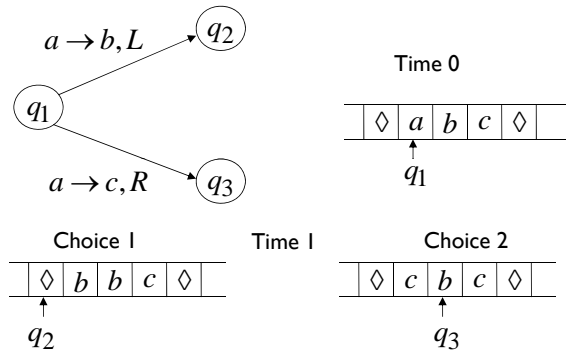 a → b, L
q2
Time 0
q1
◊ a b c ◊
a → c, R
q3
q1
Choice 1
Time 1
Choice 2
◊ b b c ◊
◊ c b c ◊
q2
q3